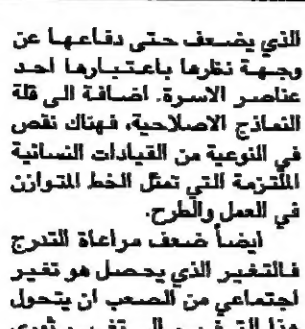 الذي يضعف حتى دفاعها عن
وجهة نظرها باعتبارها احد
عناصر الاسرة. اضافة الى قلة
النماذج الاصلاحية، فهناك نقص
في النوعية من القيادات النسائية
الملتزمة التي تمثل الخط المتوازن
في العمل والطرح.
ايضاً ضعف مراعاة التدرج
فالتغير الذي يحصل هو تغير
اجتماعي من الصعب ان يتحول